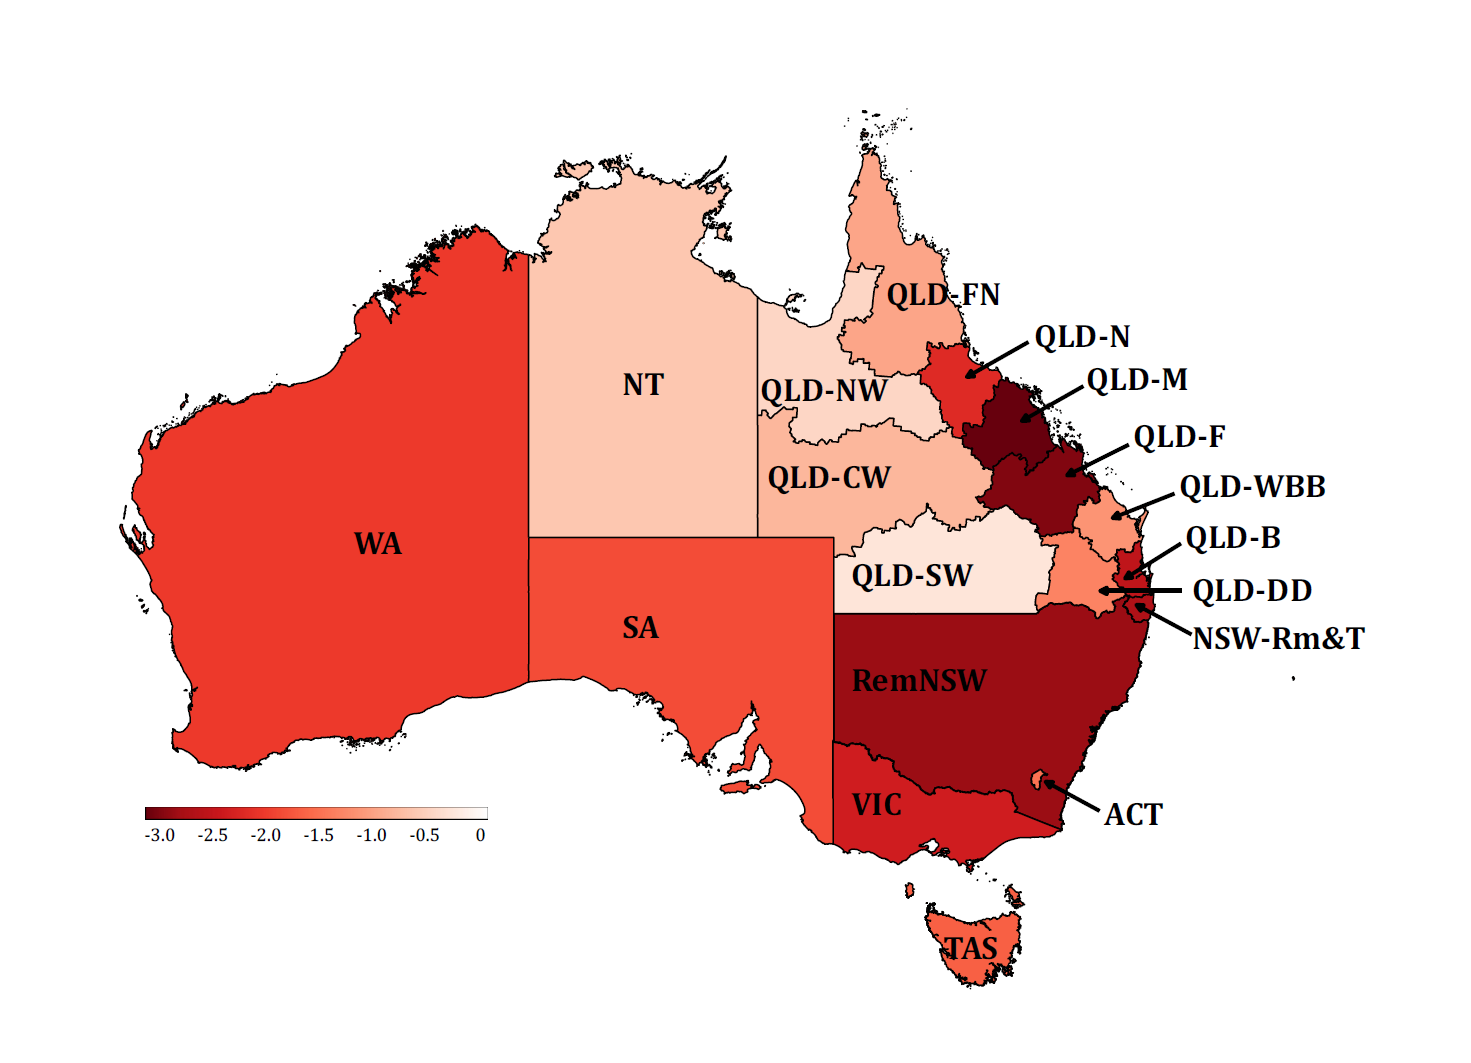 QLD-FN
QLD-N
QLD-M
NT
QLD-NW
QLD-F
QLD-CW
QLD-WBB
WA
QLD-B
QLD-SW
QLD-DD
SA
NSW-Rm&T
RemNSW
VIC
ACT
-3.0 -2.5 -2.0 -1.5 -1.0 -0.5 0
TAS